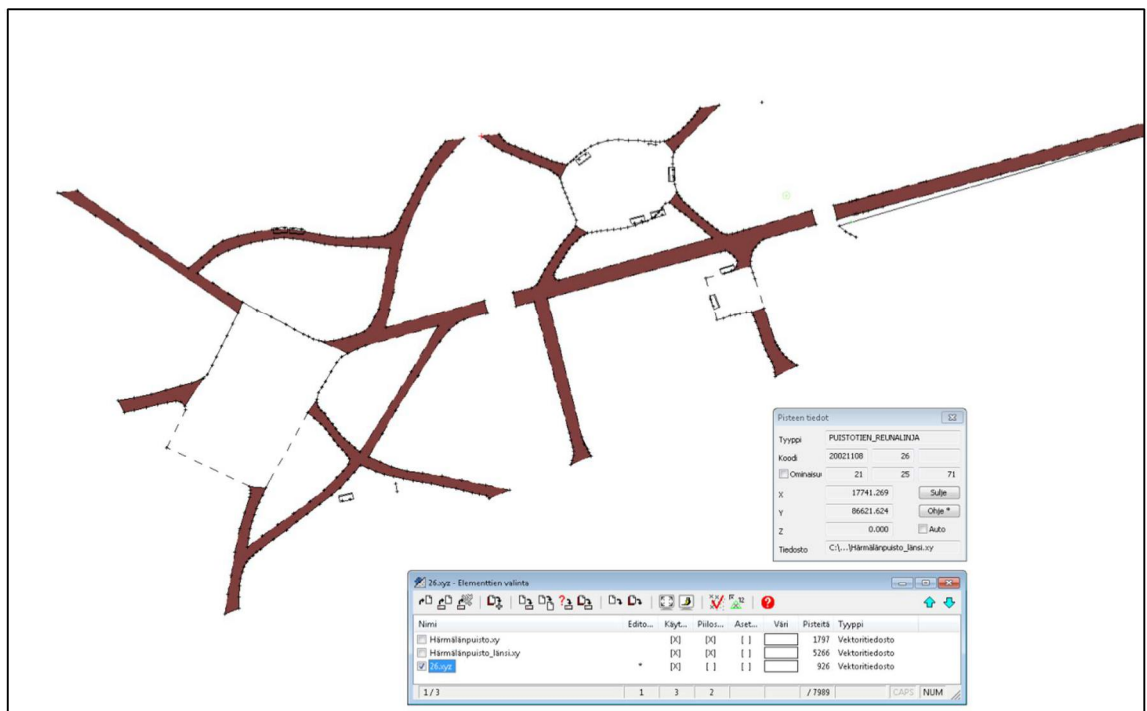 Pisteen tiedot
Tyyppi PUISTOTIEN_REUNALINJA
Koodi 20021108 26
Ominaisu 21 25 71
X 17741.269 Sulje
Y 86621.624 Ohje *
Z 0.000 Auto
Tiedosto C:\...\Härmälänpuisto_länsi.xy
26.xyz - Elementtien valinta
Nimi Edito... Käyt... Piilos... Aset... Väri Pisteitä Tyyppi
Härmälänpuisto.xy [X] [X] [ ] 1797 Vektoritiedosto
Härmälänpuisto_länsi.xy [X] [X] [ ] 5266 Vektoritiedosto
26.xyz * [X] [ ] [ ] 926 Vektoritiedosto
1 / 3 1 3 2 / 7989 CAPS NUM